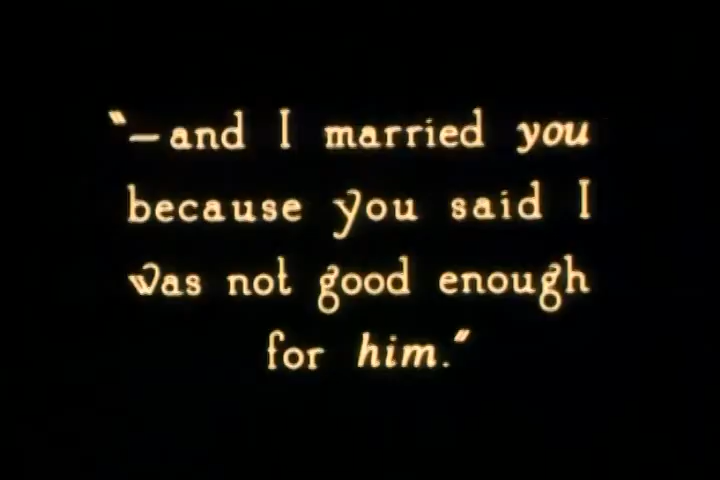 "—and I married you
because you said I
was not good enough
for him."